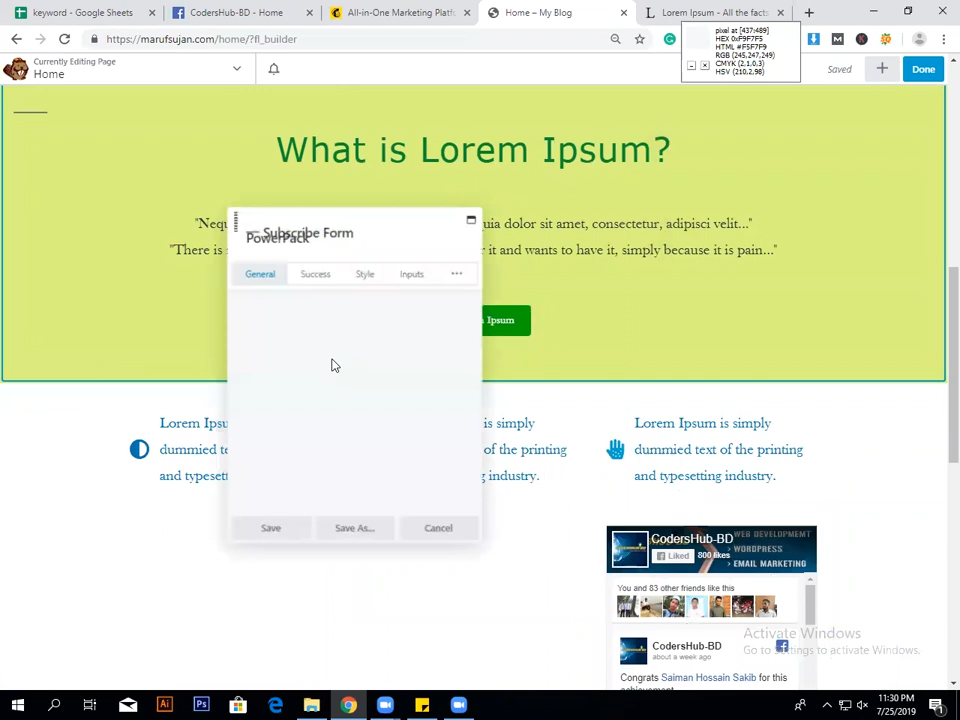 keyword - Google Sheets
CodersHub-BD - Home
All-in-One Marketing Platf
Home – My Blog
Lorem Ipsum - All the facts
https://marufsujan.com/home/?fl_builder
pixel at [437:489]
HEX 0xF9F7F5
HTML #F5F7F9
RGB (245,247,249)
CMYK (2,1,0,3)
HSV (210,2,98)
Currently Editing Page
Home
Saved
Done
What is Lorem Ipsum?
"Neq
uia dolor sit amet, consectetur, adipisci velit..."
"There is
it and wants to have it, simply because it is pain..."
Subscribe Form
PowerPack
General
Success
Style
Inputs
Ipsum
Lorem Ipsu
is simply
Lorem Ipsum is simply
dummied te
of the printing
dummied text of the printing
and typeset
industry.
and typesetting industry.
Save
Save As...
Cancel
CodersHub-BD
Liked
800 likes
WEB DEVELOPMEMT
WORDPRESS
EMAIL MARKETING
You and 83 other friends like this
CodersHub-BD
about a week ago
Congrats Saiman Hossain Sakib for this
Activate Windows
Go to Settings to activate Windows.
Ai
Ps
11:30 PM
7/25/2019